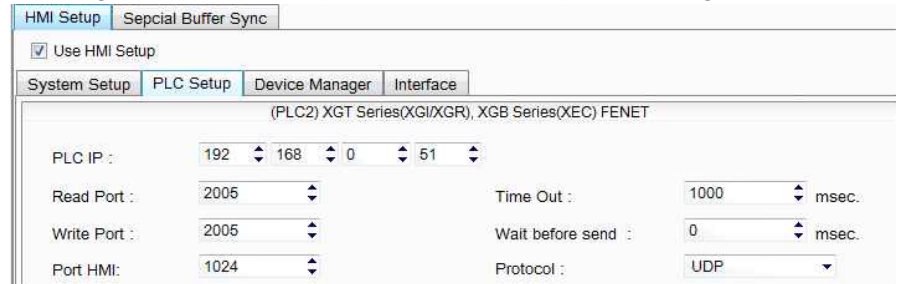 HMI Setup Sepcial Buffer Sync
Use HMI Setup
System Setup PLC Setup Device Manager Interface
(PLC2) XGT Series(XGI/XGR), XGB Series(XEC) FENET
PLC IP : 192 168 0 51
Read Port : 2005 Time Out : 1000 msec.
Write Port : 2005 Wait before send : 0 msec.
Port HMI: 1024 Protocol : UDP